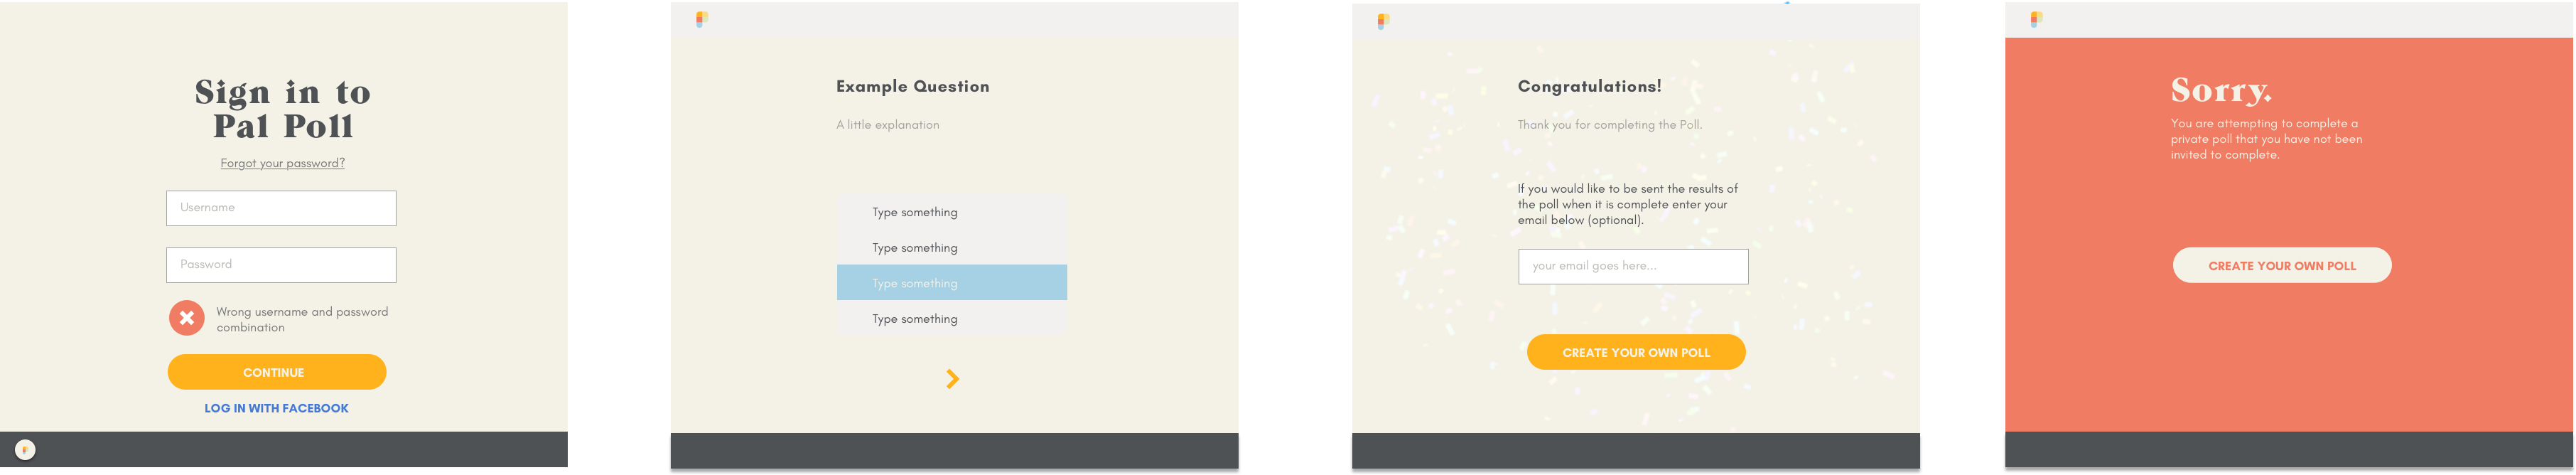 Sign in to
Pal Poll
Forgot your password?
Username
Password
Wrong username and password
combination
CONTINUE
LOG IN WITH FACEBOOK
Example Question
A little explanation
Type something
Type something
Type something
Type something
Congratulations!
Thank you for completing the Poll.
If you would like to be sent the results of
the poll when it is complete enter your
email below (optional).
your email goes here...
CREATE YOUR OWN POLL
Sorry.
You are attempting to complete a
private poll that you have not been
invited to complete.
CREATE YOUR OWN POLL